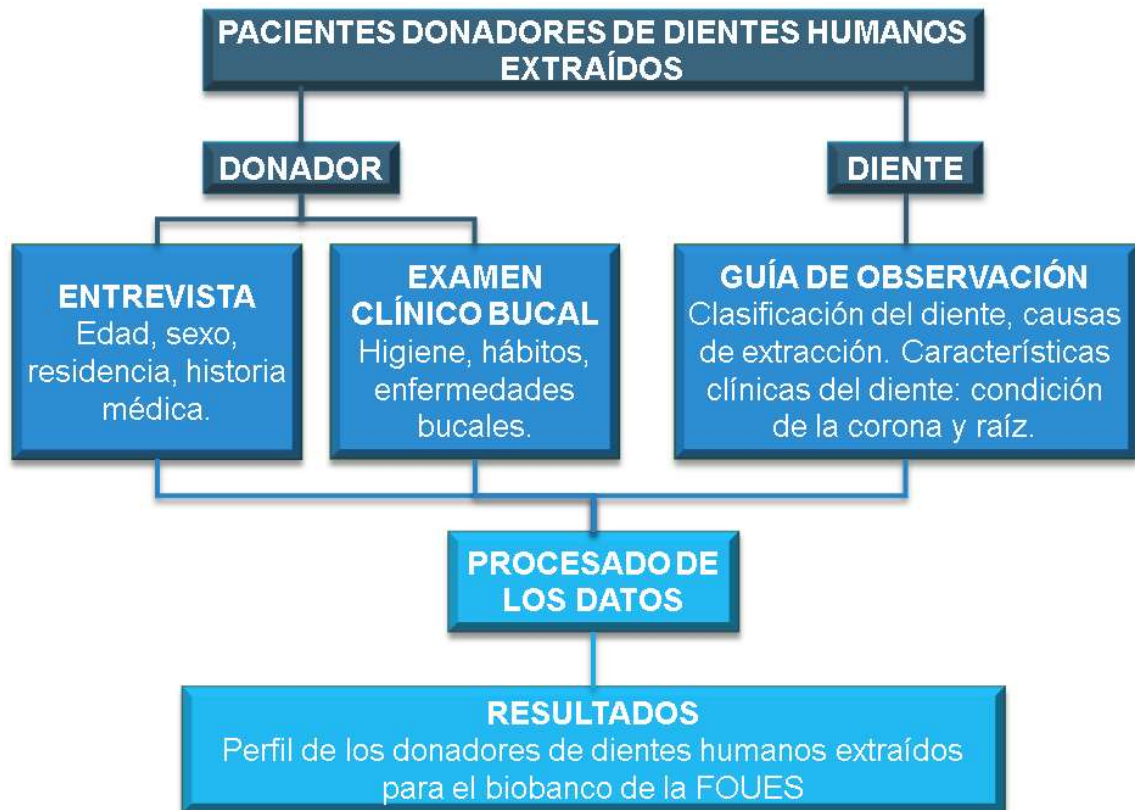 PACIENTES DONADORES DE DIENTES HUMANOS
EXTRAÍDOS
DONADOR
DIENTE
ENTREVISTA
Edad, sexo,
residencia, historia
médica.
EXAMEN
CLÍNICO BUCAL
Higiene, hábitos,
enfermedades
bucales.
GUÍA DE OBSERVACIÓN
Clasificación del diente, causas
de extracción. Características
clínicas del diente: condición
de la corona y raíz.
PROCESADO DE
LOS DATOS
RESULTADOS
Perfil de los donadores de dientes humanos extraídos
para el biobanco de la FOUES